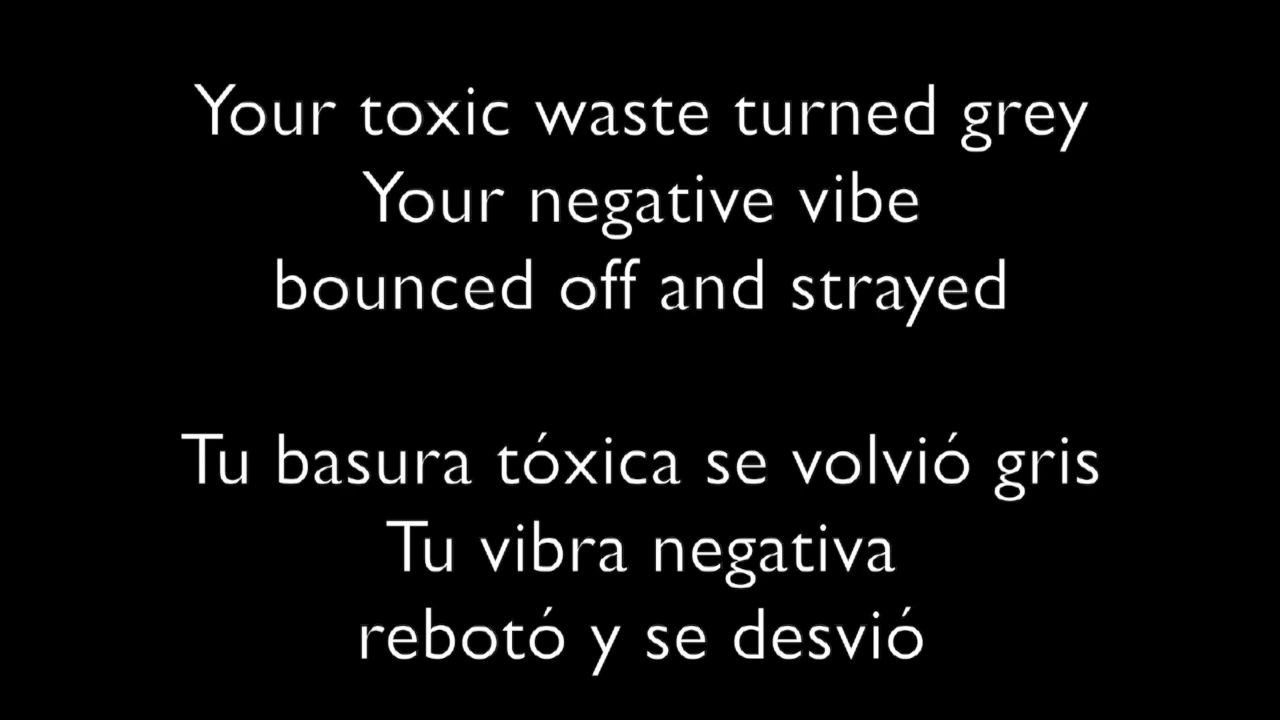 Your toxic waste turned grey
Your negative vibe
bounced off and strayed
Tu basura tóxica se volvió gris
Tu vibra negativa
rebotó y se desvió